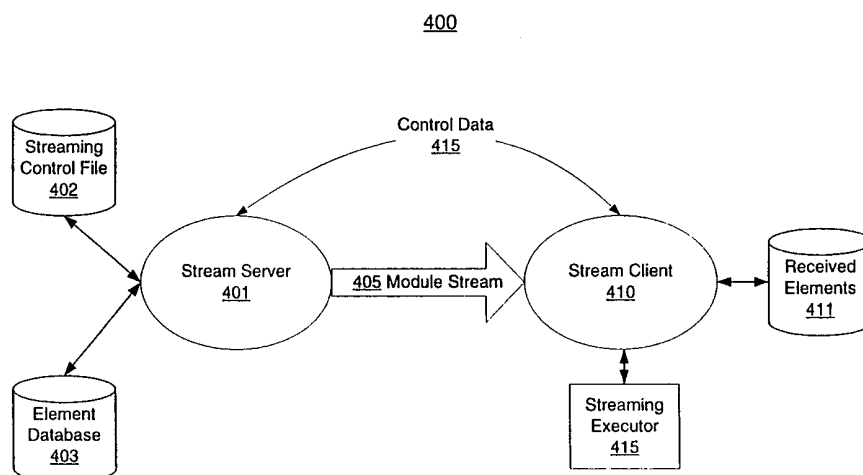 400
Control Data
415
Streaming
Control File
402
Stream Server
401
405 Module Stream
Stream Client
410
Received
Elements
411
Element
Database
403
Streaming
Executor
415